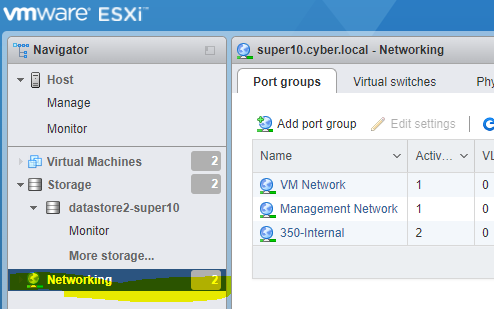 vmware ESXi™
Navigator
Host
Manage
Monitor
Virtual Machines 2
Storage 2
datastore2-super10
Monitor
More storage...
Networking 2
super10.cyber.local - Networking
Port groups Virtual switches Phy
Add port group Edit settings
Name Activ... VL
VM Network 1 0
Management Network 1 0
350-Internal 2 0